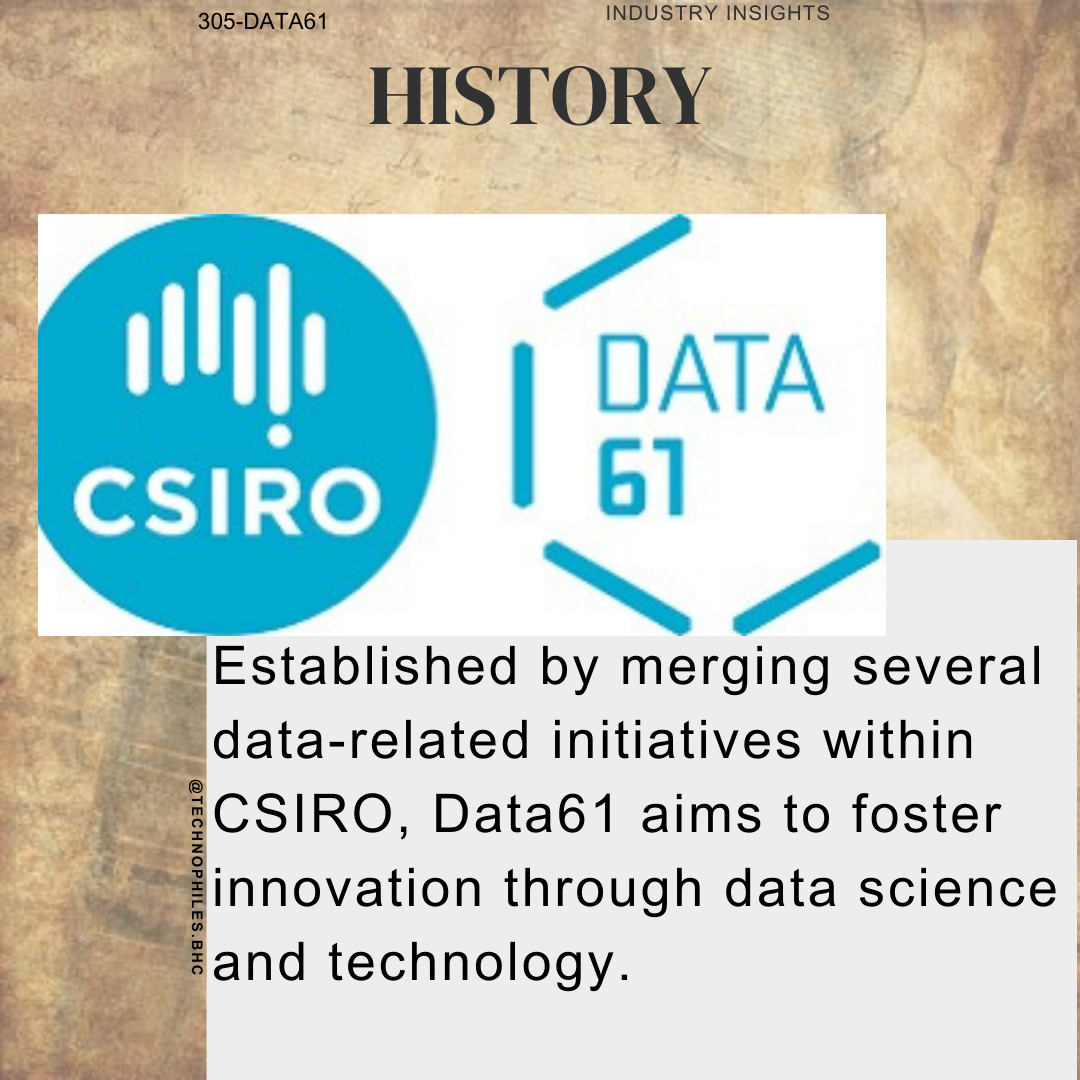 305-DATA61
INDUSTRY INSIGHTS
HISTORY
CSIRO
DATA
61
Established by merging several
data-related initiatives within
CSIRO, Data61 aims to foster
innovation through data science
and technology.
@TECHNOPHILES.BHC